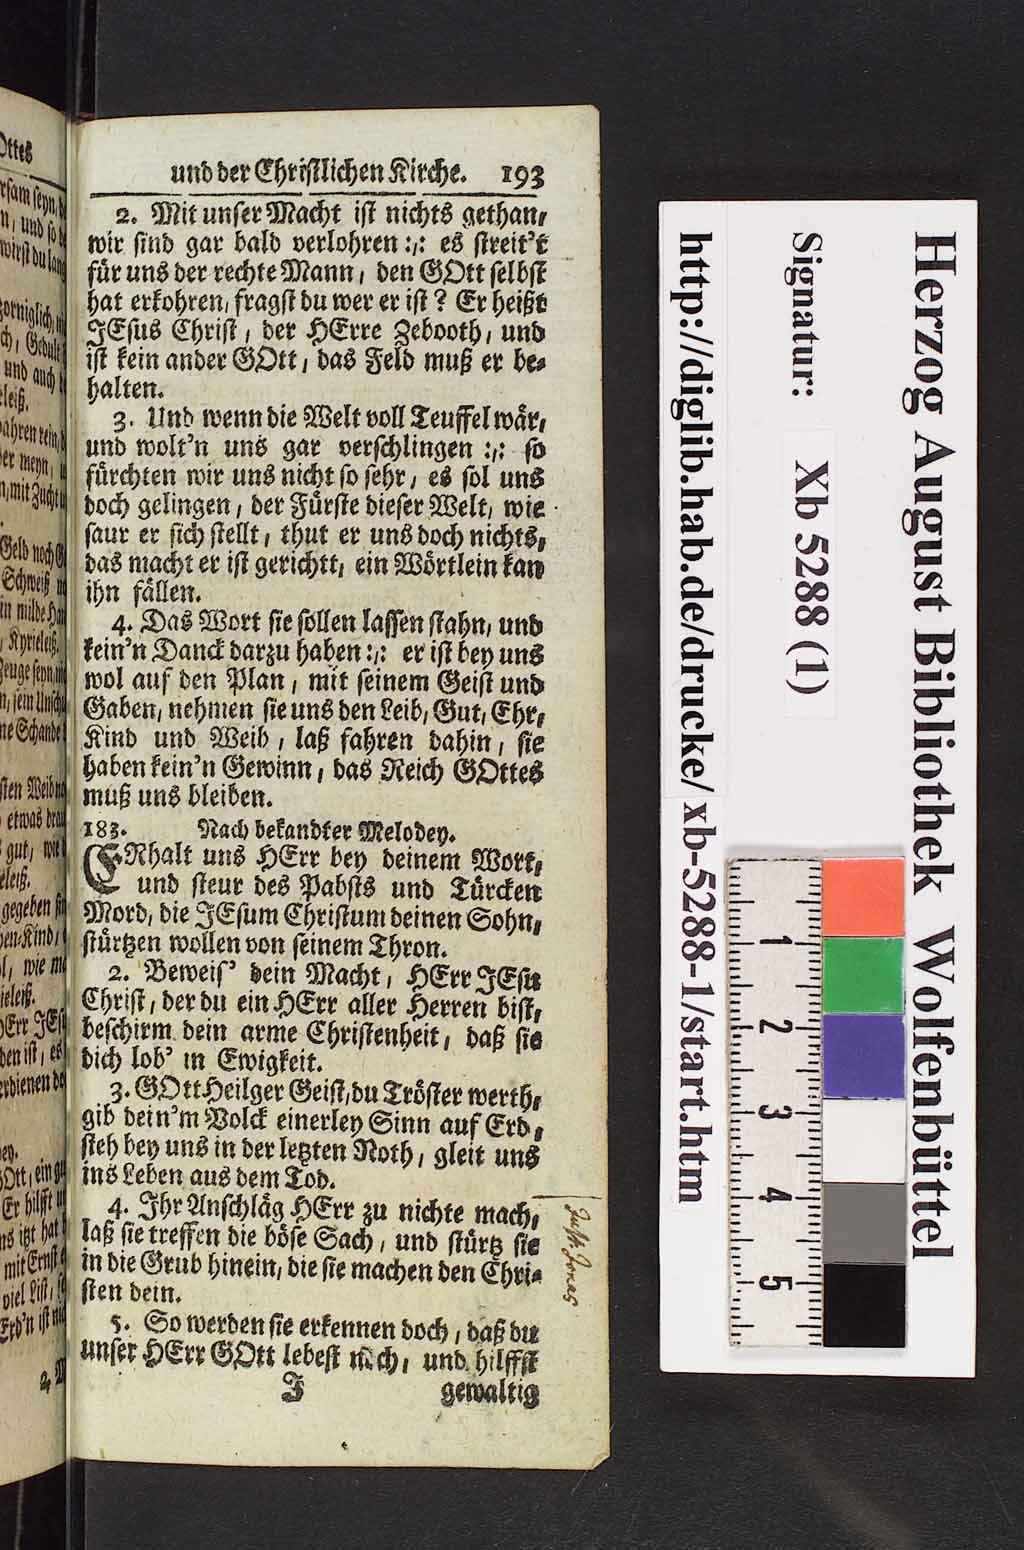 und der Christlichen Kirche. 193
2. Mit unser Macht ist nichts gethan,
wir sind gar bald verlohren :,: es streit't
für uns der rechte Mann, den GOtt selbst
hat erkohren, fragst du wer er ist? Er heißt
JEsus Christ, der HErre Zebooth, und
ist kein ander GOtt, das Feld muß er be-
halten.
3. Und wenn die Welt voll Teuffel wär,
und wolt'n uns gar verschlingen :,: so
fürchten wir uns nicht so sehr, es sol uns
doch gelingen, der Fürste dieser Welt, wie
saur er sich stellt, thut er uns doch nichts,
das macht er ist gerichtt, ein Wörtlein kan
ihn fällen.
4. Das Wort sie sollen lassen stahn, und
kein'n Danck darzu haben :,: er ist bey uns
wol auf den Plan, mit seinem Geist und
Gaben, nehmen sie uns den Leib, Gut, Ehr,
Kind und Weib, laß fahren dahin, sie
haben kein'n Gewinn, das Reich GOttes
muß uns bleiben.
183. Nach bekandter Melodey.
ERhalt uns HErr bey deinem Wort,
und steur des Pabsts und Türcken
Mord, die JEsum Christum deinen Sohn,
stürtzen wollen von seinem Thron.
2. Beweis' dein Macht, HErr JEsu
Christ, der du ein HErr aller Herren bist,
beschirm dein arme Christenheit, daß sie
dich lob' in Ewigkeit.
3. GOtt Heilger Geist, du Tröster werth,
gib dein'm Volck einerley Sinn auf Erd,
steh bey uns in der letzten Noth, gleit uns
ins Leben aus dem Tod.
4. Ihr Anschläg HErr zu nichte mach,
laß sie treffen die böse Sach, und stürtz sie
in die Grub hinein, die sie machen den Chri-
sten dein.
5. So werden sie erkennen doch, daß du
unser HErr GOtt lebest noch, und hilffst
J gewaltig
Just. Jonas
Herzog August Bibliothek Wolfenbüttel
Signatur: Xb 5288 (1)
http://diglib.hab.de/drucke/xb-5288-1/start.htm
1
2
3
4
5